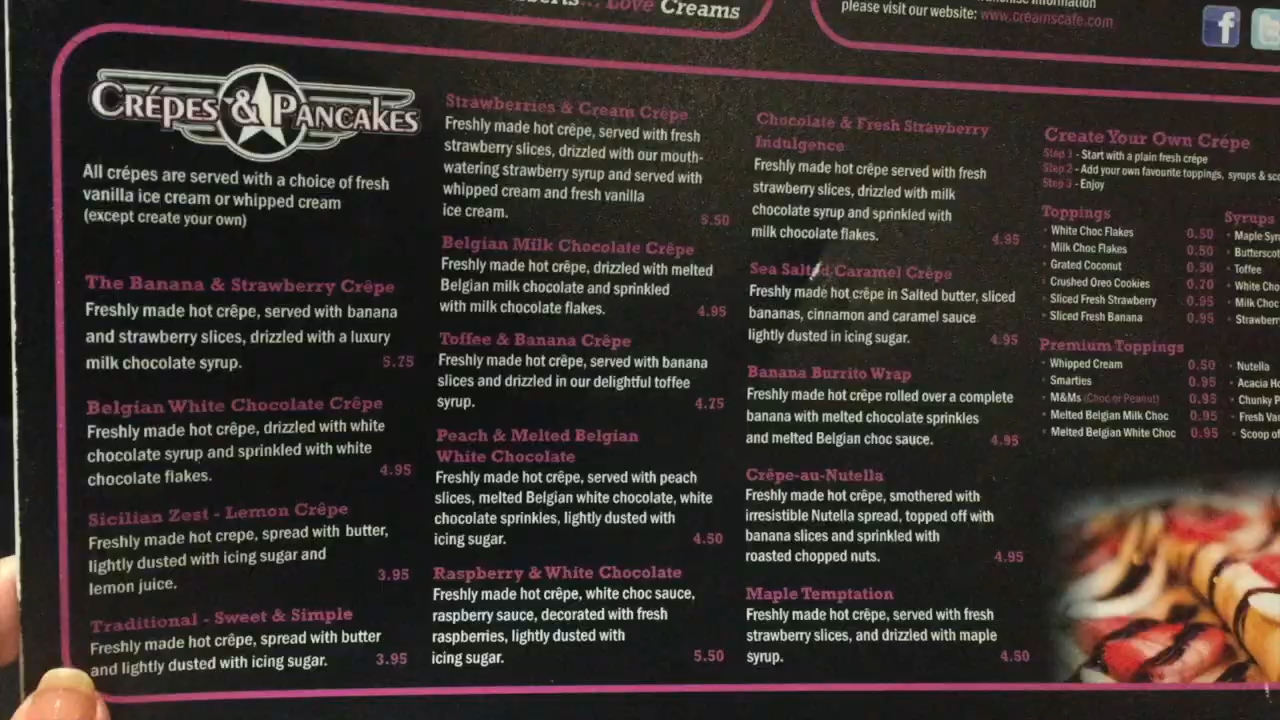 Love Creams
please visit our website: www.creamscafe.com
CRÉPES & PANCAKES
All crépes are served with a choice of fresh
vanilla ice cream or whipped cream
(except create your own)
The Banana & Strawberry Crêpe
Freshly made hot crêpe, served with banana
and strawberry slices, drizzled with a luxury
milk chocolate syrup. 5.75
Belgian White Chocolate Crêpe
Freshly made hot crêpe, drizzled with white
chocolate syrup and sprinkled with white
chocolate flakes. 4.95
Sicilian Zest - Lemon Crêpe
Freshly made hot crepe, spread with butter,
lightly dusted with icing sugar and
lemon juice. 3.95
Traditional - Sweet & Simple
Freshly made hot crêpe, spread with butter
and lightly dusted with icing sugar. 3.95
Strawberries & Cream Crêpe
Freshly made hot crêpe, served with fresh
strawberry slices, drizzled with our mouth-
watering strawberry syrup and served with
whipped cream and fresh vanilla
ice cream. 5.50
Belgian Milk Chocolate Crêpe
Freshly made hot crêpe, drizzled with melted
Belgian milk chocolate and sprinkled
with milk chocolate flakes. 4.95
Toffee & Banana Crêpe
Freshly made hot crêpe, served with banana
slices and drizzled in our delightful toffee
syrup. 4.75
Peach & Melted Belgian
White Chocolate
Freshly made hot crêpe, served with peach
slices, melted Belgian white chocolate, white
chocolate sprinkles, lightly dusted with
icing sugar. 4.50
Raspberry & White Chocolate
Freshly made hot crêpe, white choc sauce,
raspberry sauce, decorated with fresh
raspberries, lightly dusted with
icing sugar. 5.50
Chocolate & Fresh Strawberry
Indulgence
Freshly made hot crêpe served with fresh
strawberry slices, drizzled with milk
chocolate syrup and sprinkled with
milk chocolate flakes. 4.95
Sea Salted Caramel Crêpe
Freshly made hot crêpe in Salted butter, sliced
bananas, cinnamon and caramel sauce
lightly dusted in icing sugar. 4.95
Banana Burrito Wrap
Freshly made hot crêpe rolled over a complete
banana with melted chocolate sprinkles
and melted Belgian choc sauce. 4.95
Crêpe-au-Nutella
Freshly made hot crêpe, smothered with
irresistible Nutella spread, topped off with
banana slices and sprinkled with
roasted chopped nuts. 4.95
Maple Temptation
Freshly made hot crêpe, served with fresh
strawberry slices, and drizzled with maple
syrup. 4.50
Create Your Own Crépe
Step 1 - Start with a plain fresh crépe
Step 2 - Add your own favourite toppings, syrups &
Step 3 - Enjoy
Toppings
· White Choc Flakes 0.50
· Milk Choc Flakes 0.50
· Grated Coconut 0.50
· Crushed Oreo Cookies 0.70
· Sliced Fresh Strawberry 0.95
· Sliced Fresh Banana 0.95
Premium Toppings
· Whipped Cream 0.50
· Smarties 0.95
· M&Ms (Choc or Peanut) 0.95
· Melted Belgian Milk Choc 0.95
· Melted Belgian White Choc 0.95
Syrups
· Maple
· Toffee
· White
· Milk Choc
· Nutella
· Acacia
· Chunky
· Fresh
· Scoop
f